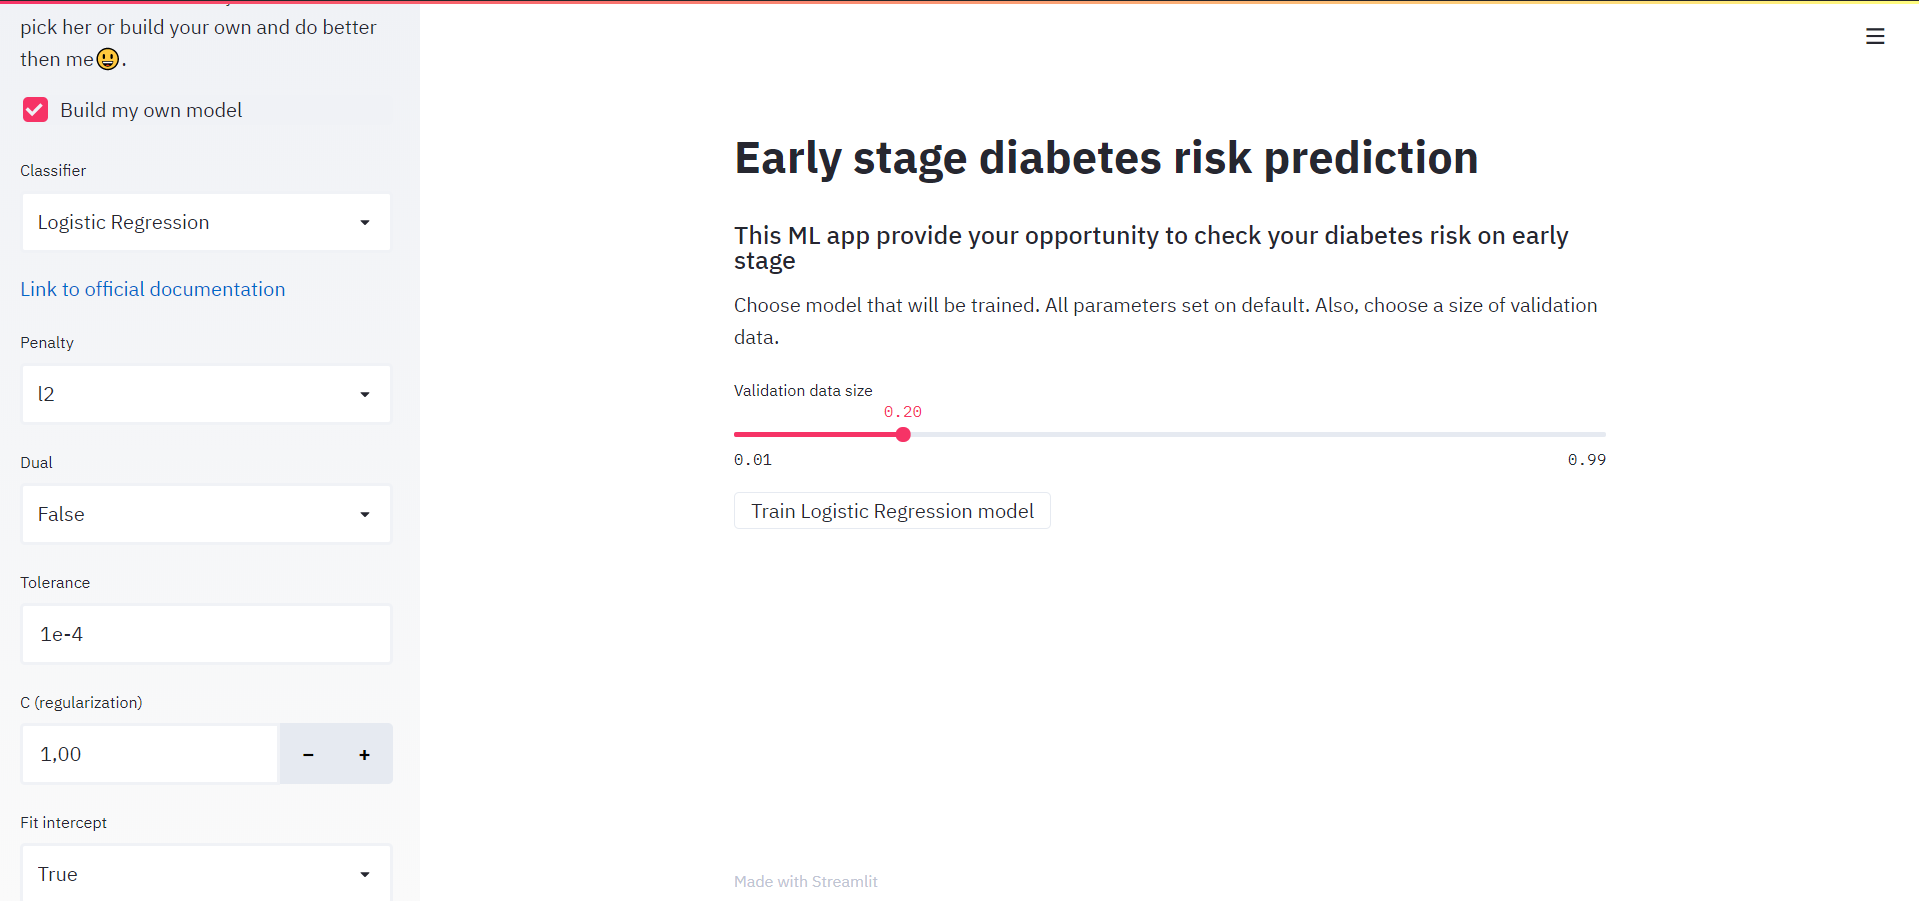 pick her or build your own and do better
then me😃.
Build my own model
Classifier
Logistic Regression
Link to official documentation
Penalty
l2
Dual
False
Tolerance
1e-4
C (regularization)
1,00
Fit intercept
True
Early stage diabetes risk prediction
This ML app provide your opportunity to check your diabetes risk on early
stage
Choose model that will be trained. All parameters set on default. Also, choose a size of validation
data.
Validation data size
0.20
0.01 0.99
Train Logistic Regression model
Made with Streamlit